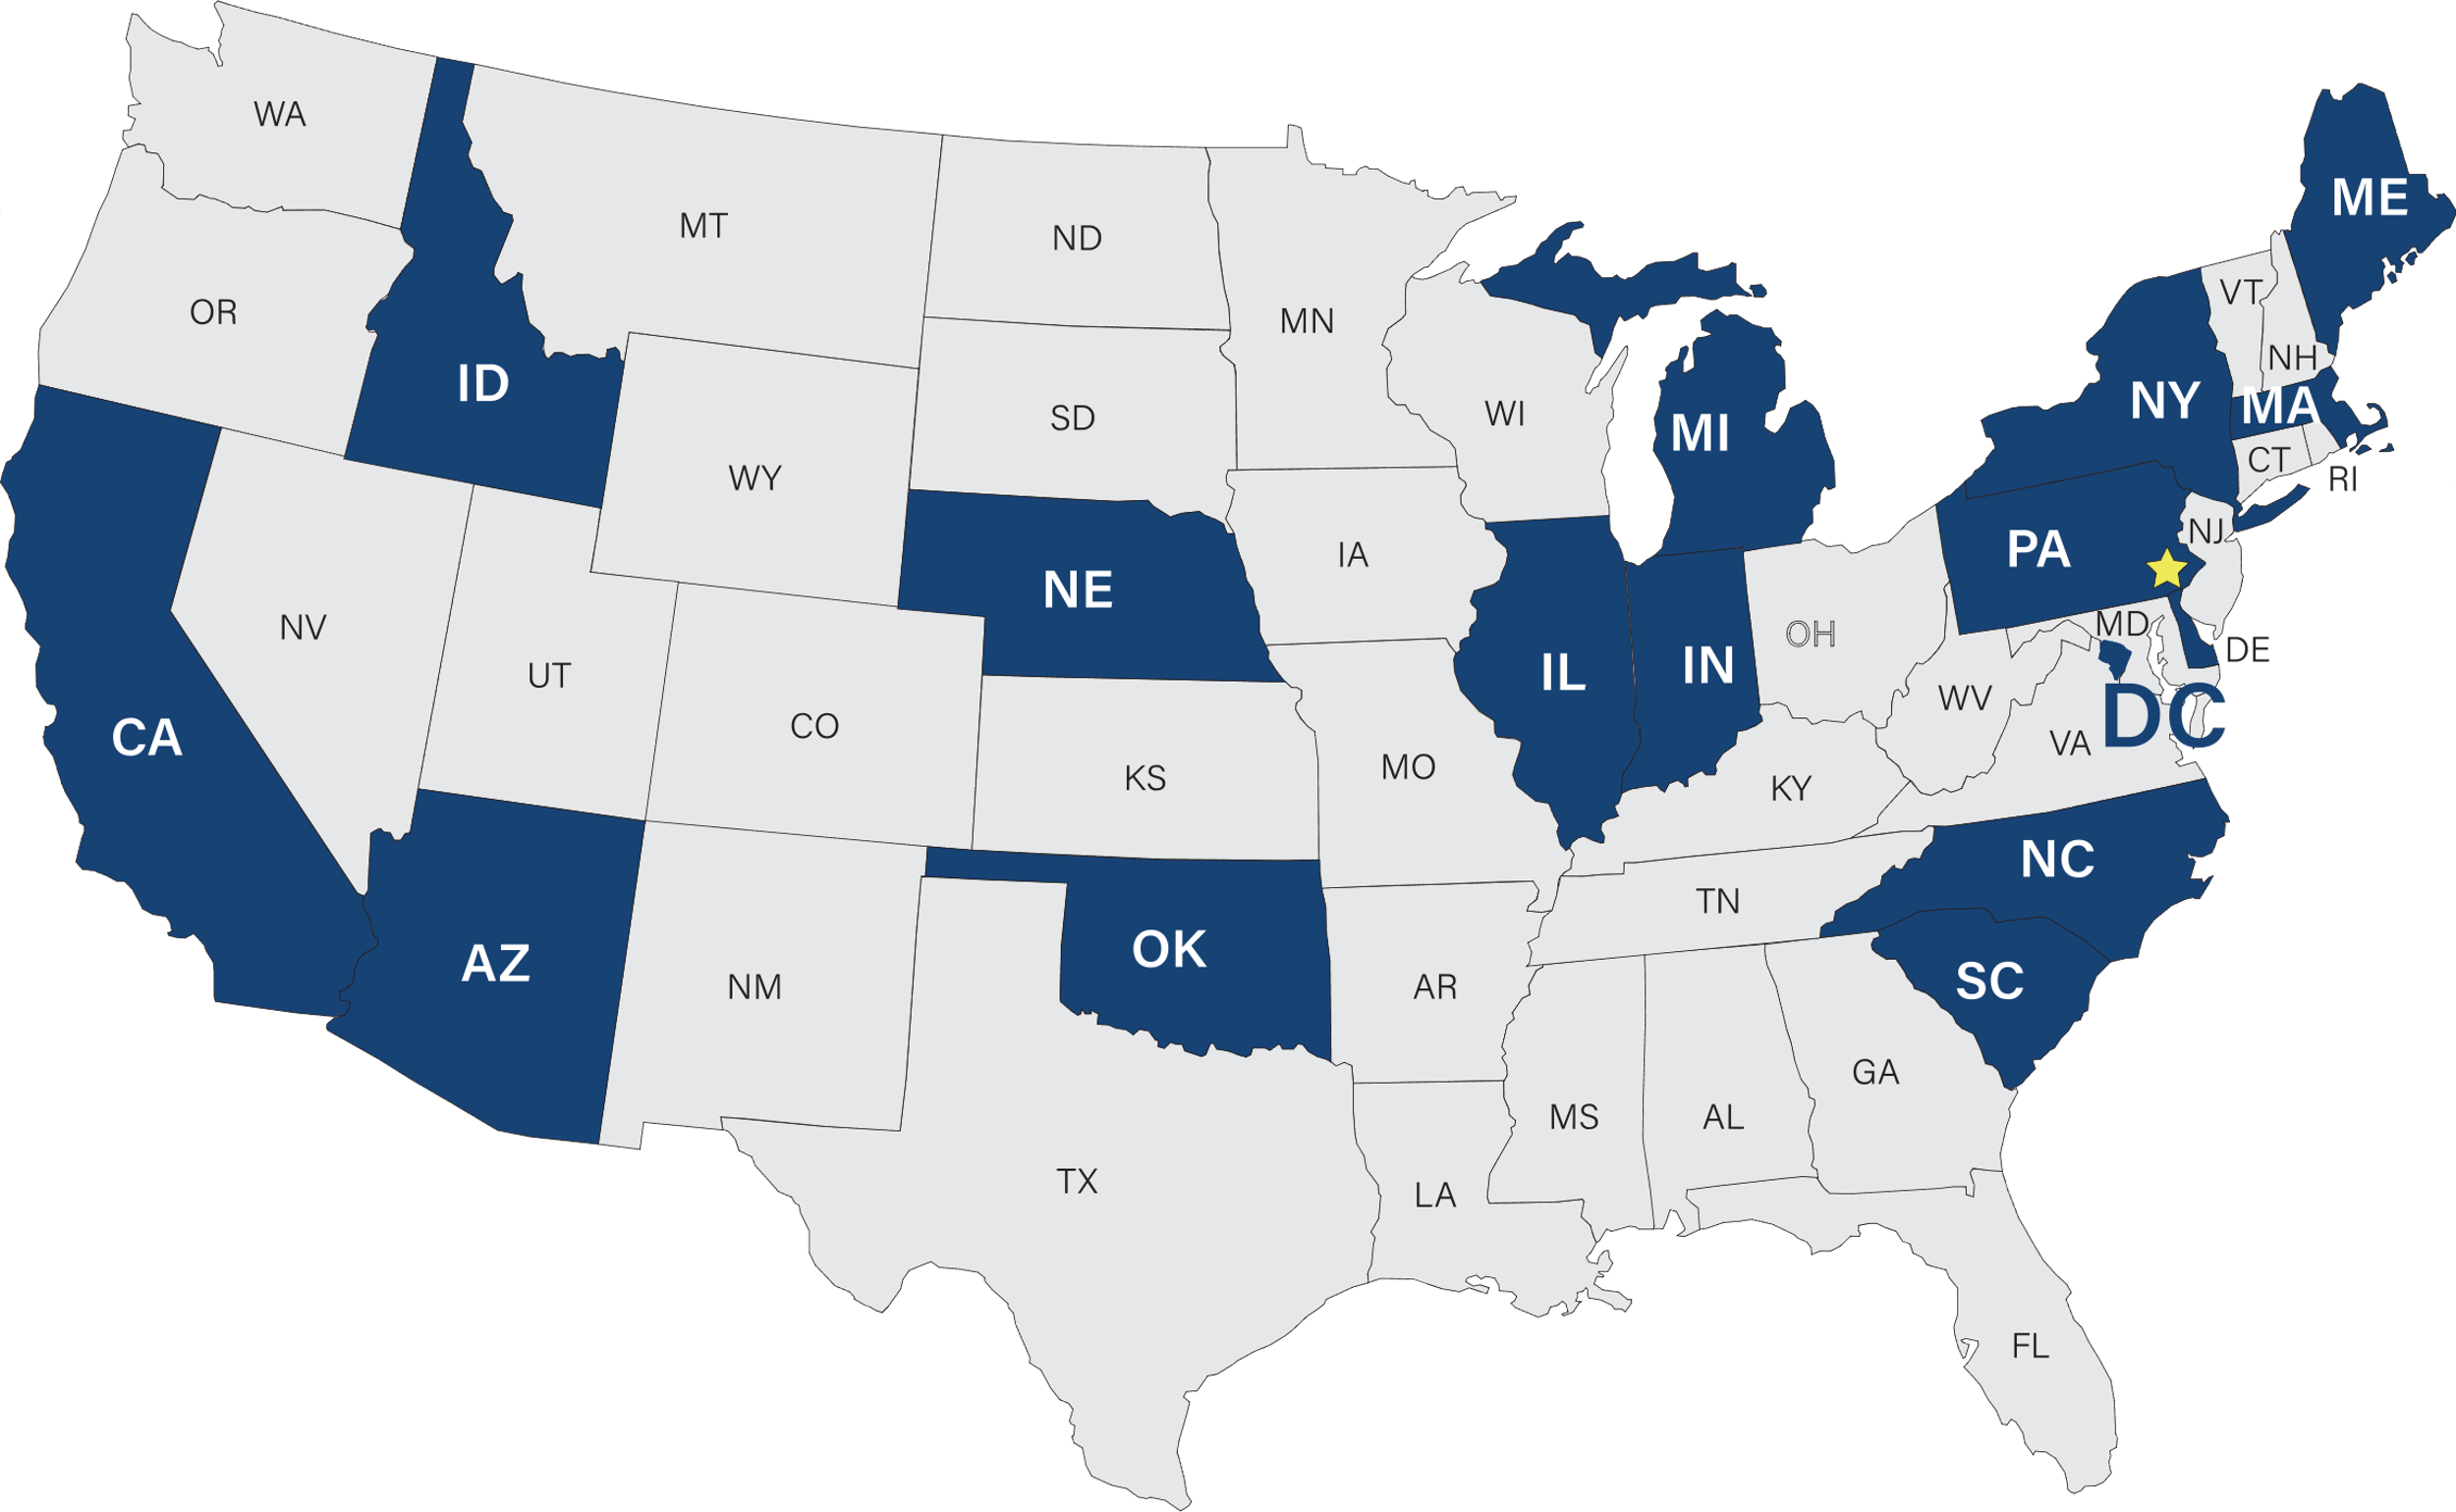 WA
ME
MT
ND
VT
OR
MN
NH
ID
NY
MA
SD
WI
MI
CT
WY
RI
NJ
PA
IA
NE
NV
MD
OH
DE
UT
IL
IN
WV
DC
CA
CO
VA
KS
MO
KY
NC
TN
AZ
OK
SC
NM
AR
GA
MS
AL
TX
LA
FL